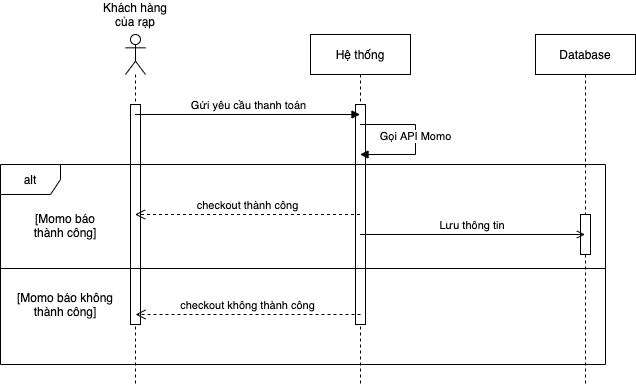 Khách hàng
của rạp
Hệ thống
Database
Gửi yêu cầu thanh toán
Gọi API Momo
alt
checkout thành công
[Momo báo
thành công]
Lưu thông tin
[Momo báo không
thành công]
checkout không thành công